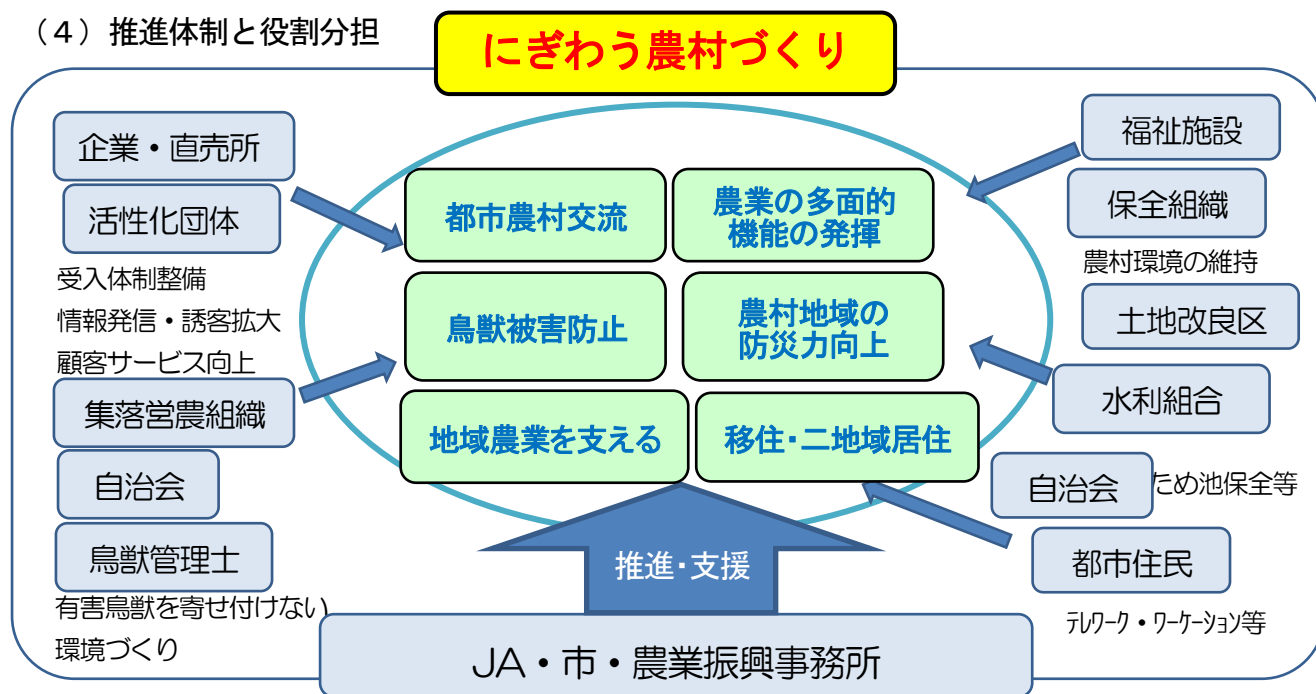 （４）推進体制と役割分担
にぎわう農村づくり
企業・直売所
活性化団体
受入体制整備
情報発信・誘客拡大
顧客サービス向上
集落営農組織
自治会
鳥獣管理士
有害鳥獣を寄せ付けない
環境づくり
都市農村交流
農業の多面的
機能の発揮
鳥獣被害防止
農村地域の
防災力向上
地域農業を支える
移住・二地域居住
福祉施設
保全組織
農村環境の維持
土地改良区
水利組合
自治会
ため池保全等
都市住民
ﾃﾚﾜｰｸ・ﾜｰｹｰｼｮﾝ等
推進・支援
JA・市・農業振興事務所